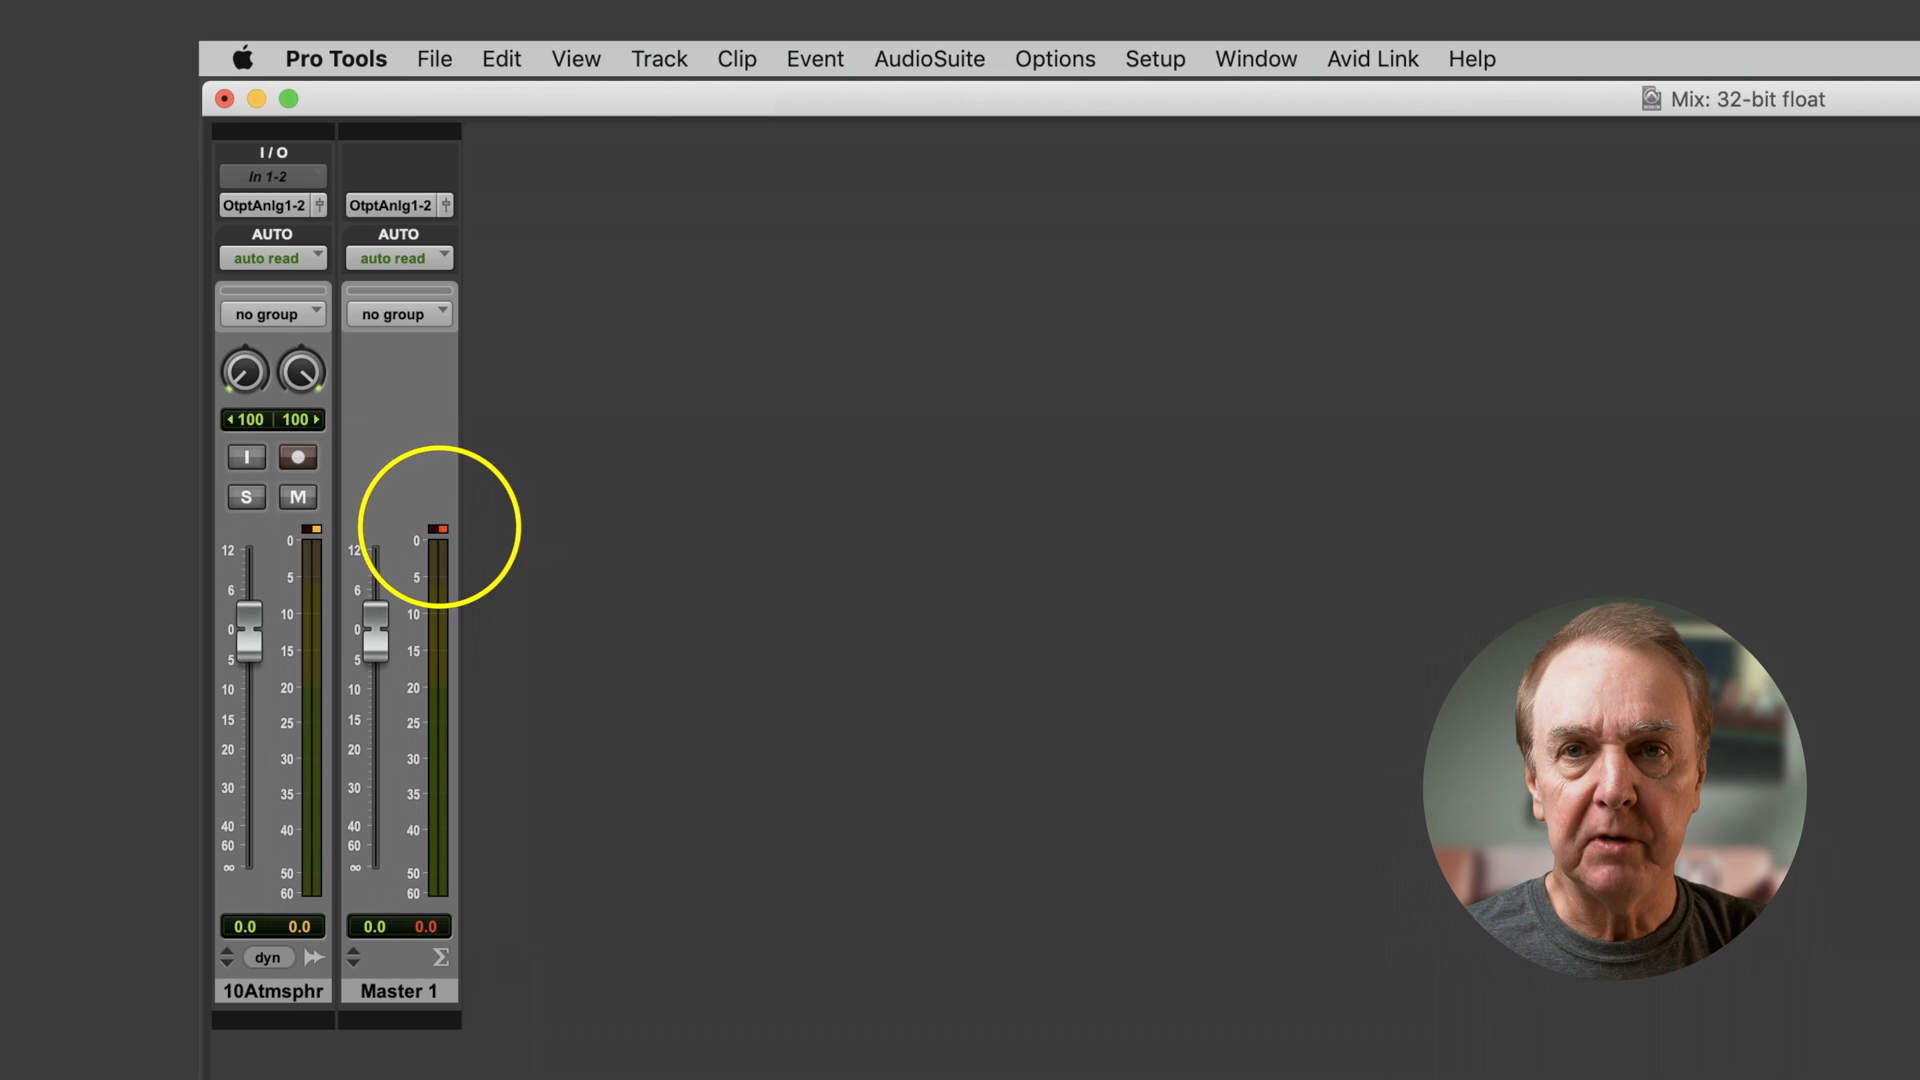 Pro Tools File Edit View Track Clip Event AudioSuite Options Setup Window Avid Link Help
Mix: 32-bit float
I / O
In 1-2
OtptAnlg1-2
AUTO
auto read
no group
100 100
I
S M
12
6
0
5
10
15
20
30
40
60
∞
0
5
10
15
20
25
30
35
40
50
60
0.0 0.0
dyn
10Atmsphr
OtptAnlg1-2
AUTO
auto read
no group
12
6
0
5
10
15
20
30
40
60
∞
0
5
10
15
20
25
30
35
40
50
60
0.0 0.0
Σ
Master 1